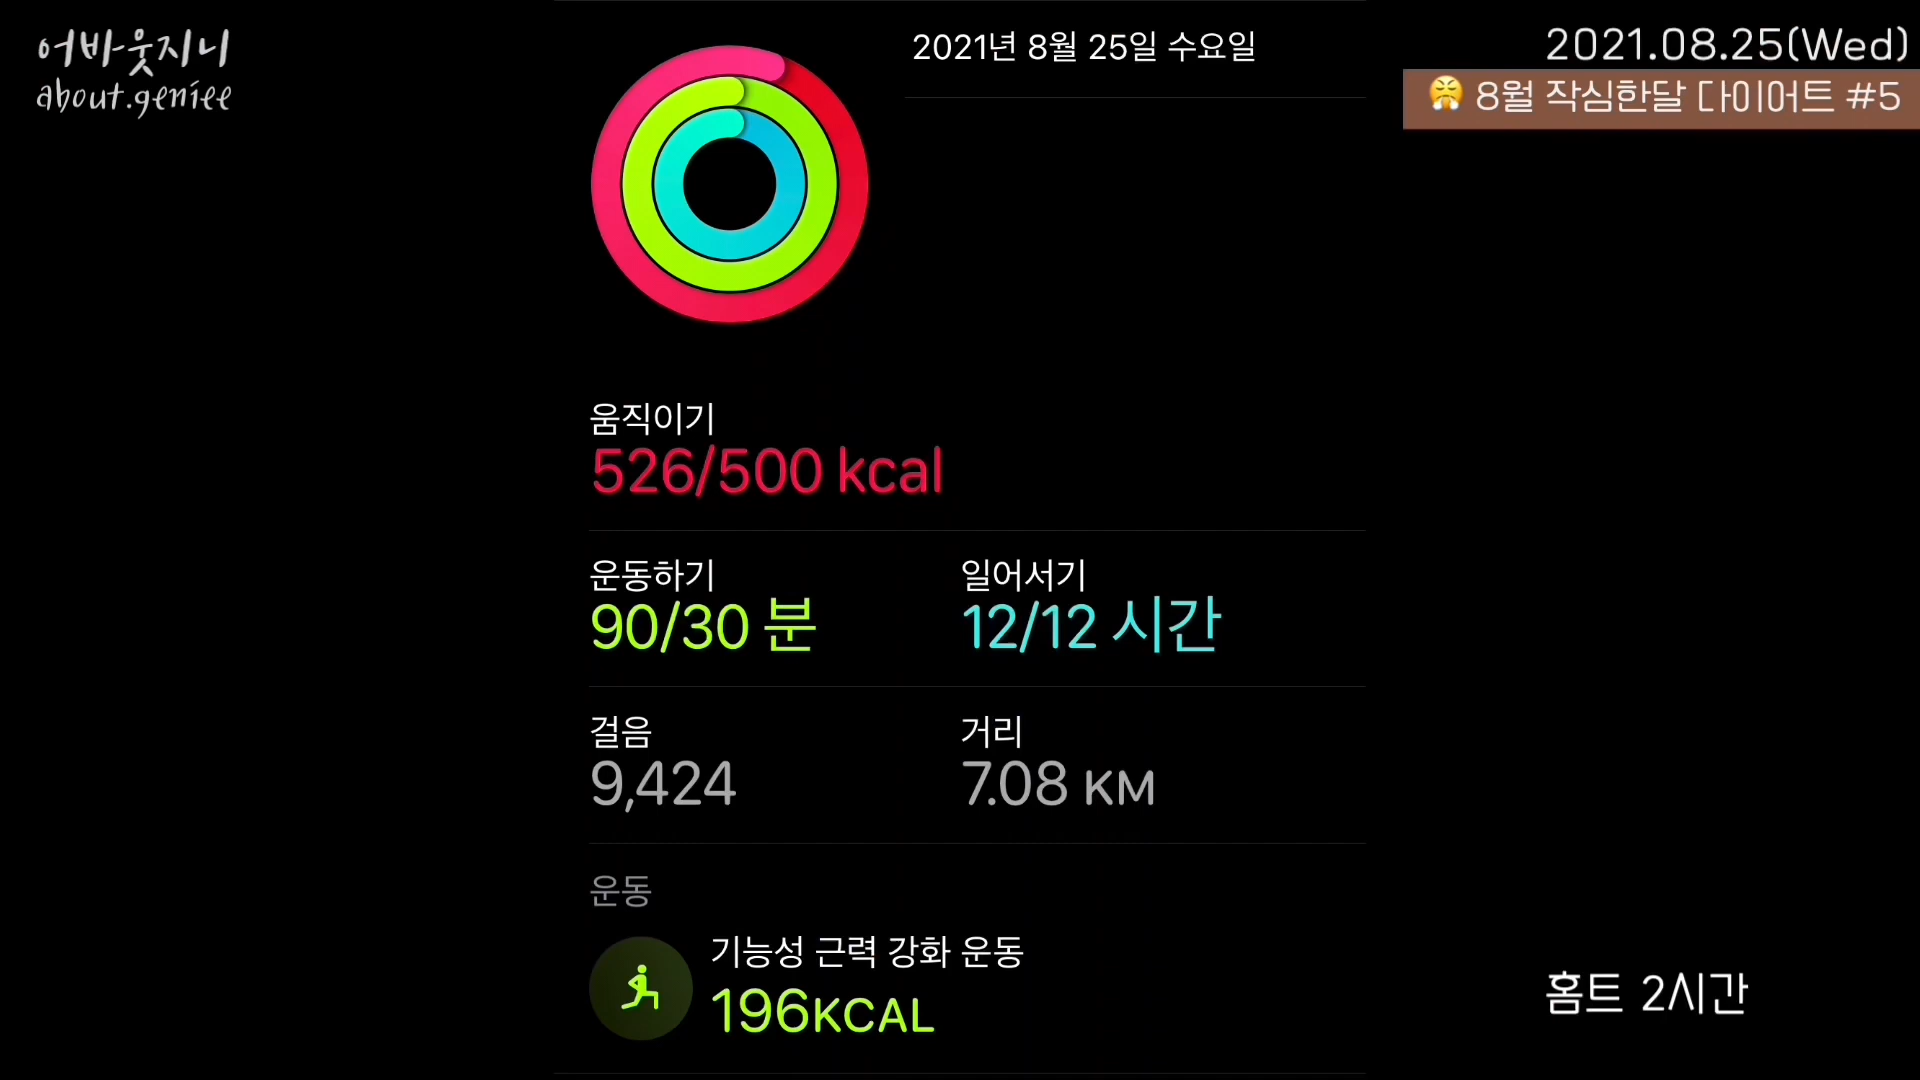 어바웃지니
about.geniee
2021년 8월 25일 수요일
2021.08.25(Wed)
😤 8월 작심한달 다이어트 #5
움직이기
526/500 kcal
운동하기
90/30 분
일어서기
12/12 시간
걸음
9,424
거리
7.08 KM
운동
기능성 근력 강화 운동
196KCAL
홈트 2시간